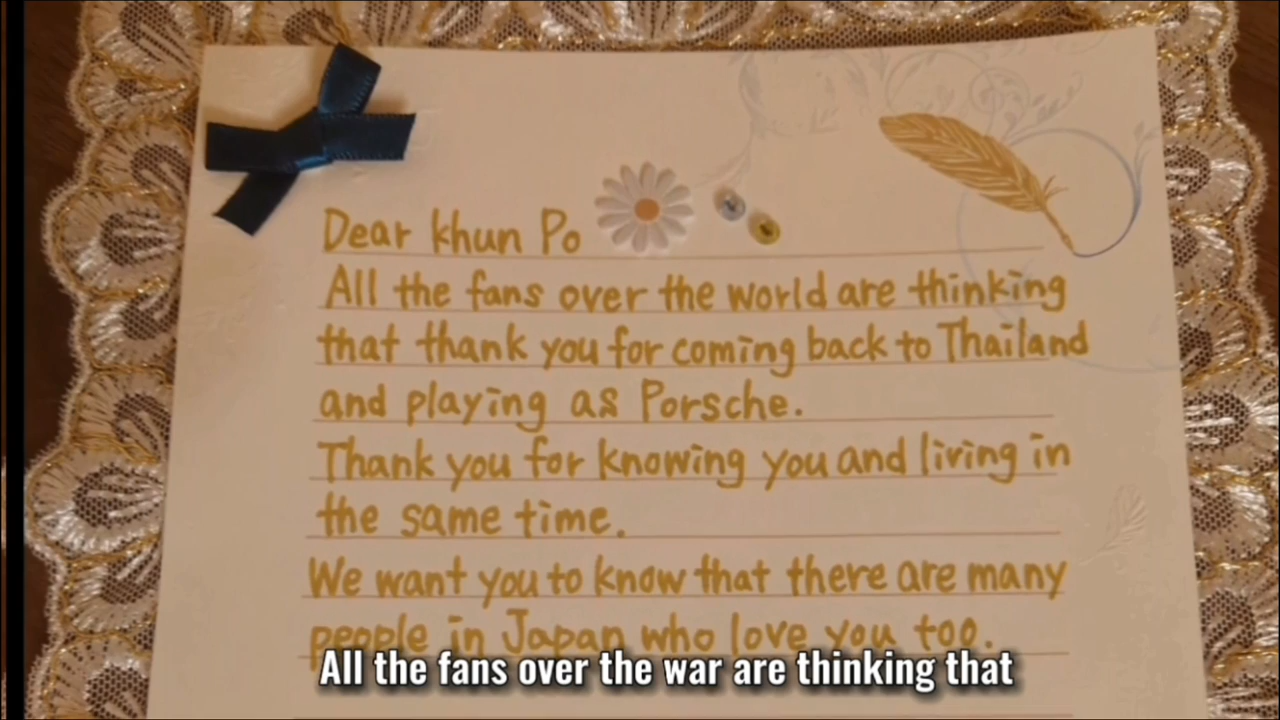 Dear khun Po
All the fans over the world are thinking
that thank you for coming back to Thailand
and playing as Porsche.
Thank you for knowing you and living in
the same time.
We want you to know that there are many
people in Japan who love you too.
All the fans over the war are thinking that